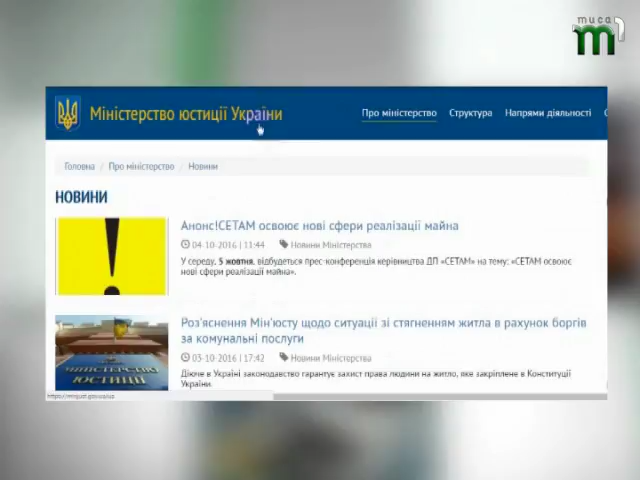 muca
m1
Міністерство юстиції України
Про міністерство Структура Напрями діяльності
Головна / Про міністерство / Новини
НОВИНИ
Анонс!СЕТАМ освоює нові сфери реалізації майна
04-10-2016 | 11:44 Новини Міністерства
У середу, 5 жовтня, відбудеться прес-конференція керівництва ДП «СЕТАМ» на тему: «СЕТАМ освоює
нові сфери реалізації майна».
Роз'яснення Мін'юсту щодо ситуації зі стягненням житла в рахунок боргів
за комунальні послуги
03-10-2016 | 17:42 Новини Міністерства
Діюче в Україні законодавство гарантує захист права людини на житло, яке закріплене в Конституції
України.
МІНІСТЕРСТВО
ЮСТИЦІЇ